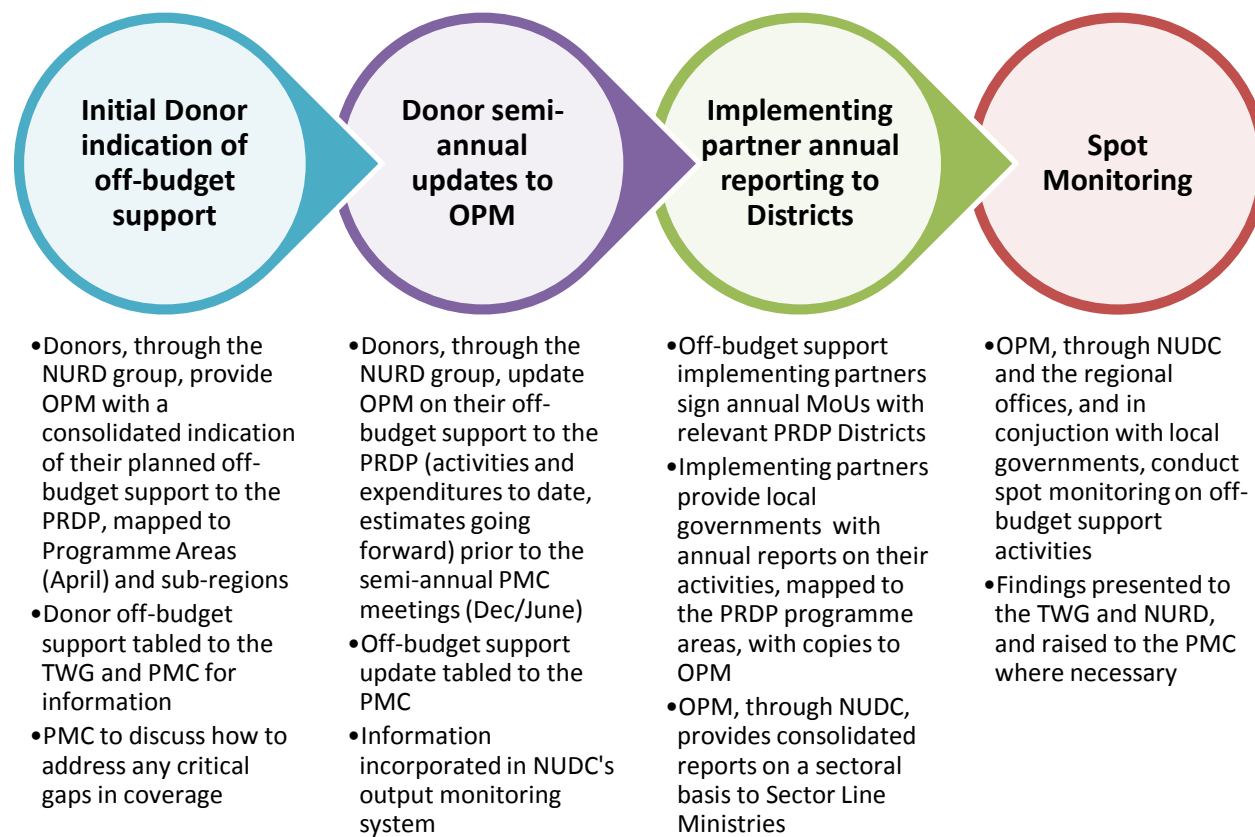 Initial Donor
indication of
off-budget
support
Donor semi-
annual
updates to
OPM
Implementing
partner annual
reporting to
Districts
Spot
Monitoring
•Donors, through the
NURD group, provide
OPM with a
consolidated indication
of their planned off-
budget support to the
PRDP, mapped to
Programme Areas
(April) and sub-regions
•Donor off-budget
support tabled to the
TWG and PMC for
information
•PMC to discuss how to
address any critical
gaps in coverage
•Donors, through the
NURD group, update
OPM on their off-
budget support to the
PRDP (activities and
expenditures to date,
estimates going
forward) prior to the
semi-annual PMC
meetings (Dec/June)
•Off-budget support
update tabled to the
PMC
•Information
incorporated in NUDC's
output monitoring
system
•Off-budget support
implementing partners
sign annual MoUs with
relevant PRDP Districts
•Implementing partners
provide local
governments with
annual reports on their
activities, mapped to
the PRDP programme
areas, with copies to
OPM
•OPM, through NUDC,
provides consolidated
reports on a sectoral
basis to Sector Line
Ministries
•OPM, through NUDC
and the regional
offices, and in
conjuction with local
governments, conduct
spot monitoring on off-
budget support
activities
•Findings presented to
the TWG and NURD,
and raised to the PMC
where necessary